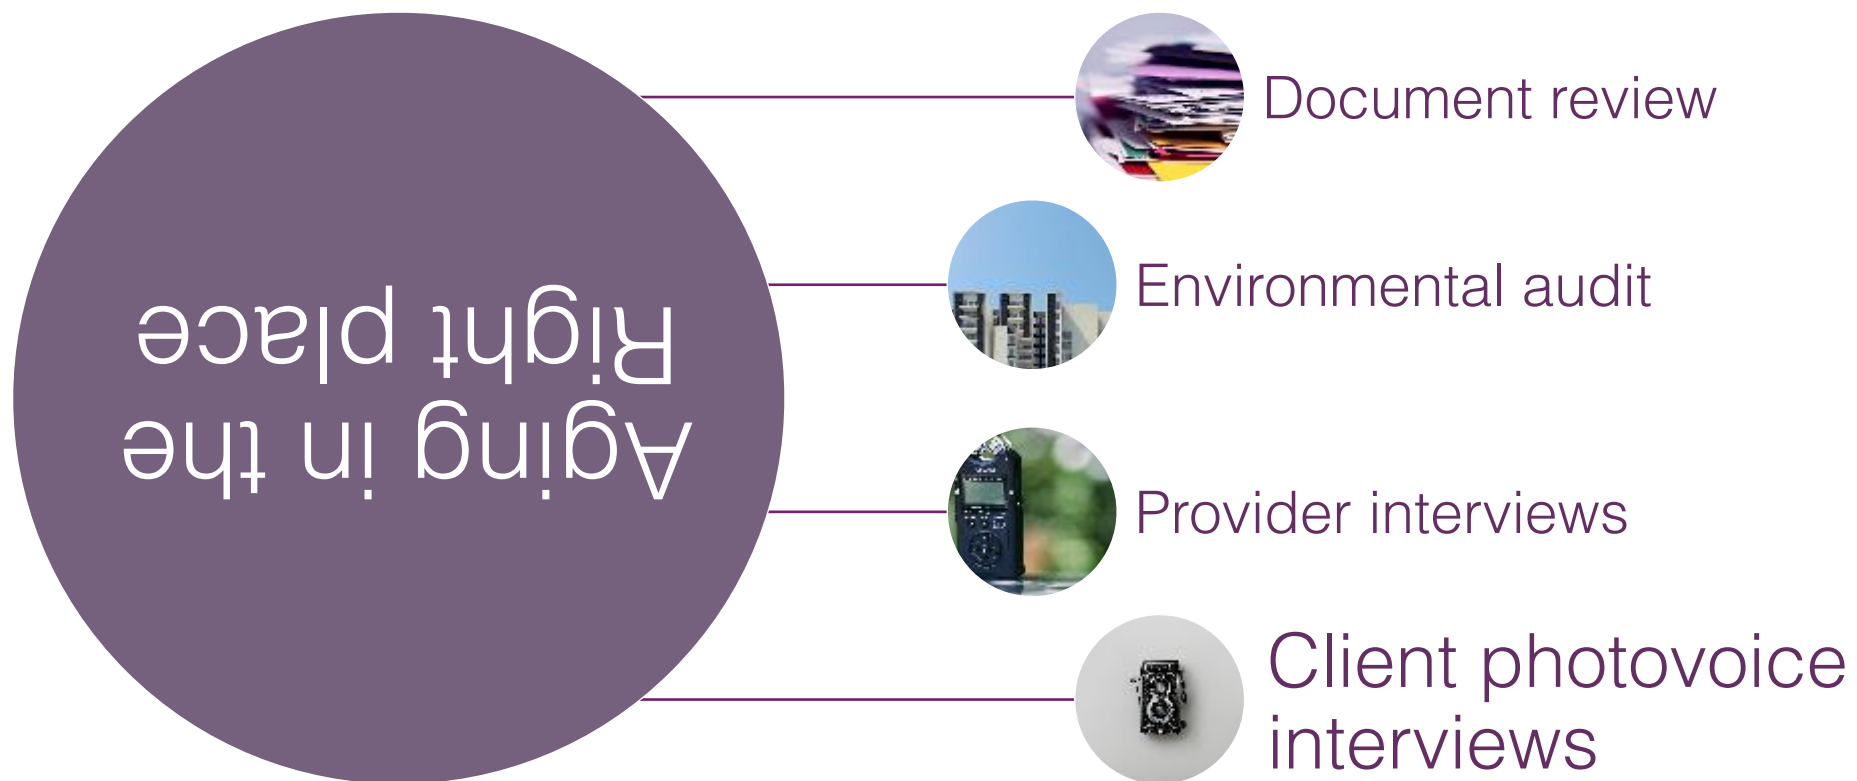 Aging in the
Right place
Document review
Environmental audit
Provider interviews
Client photovoice
interviews